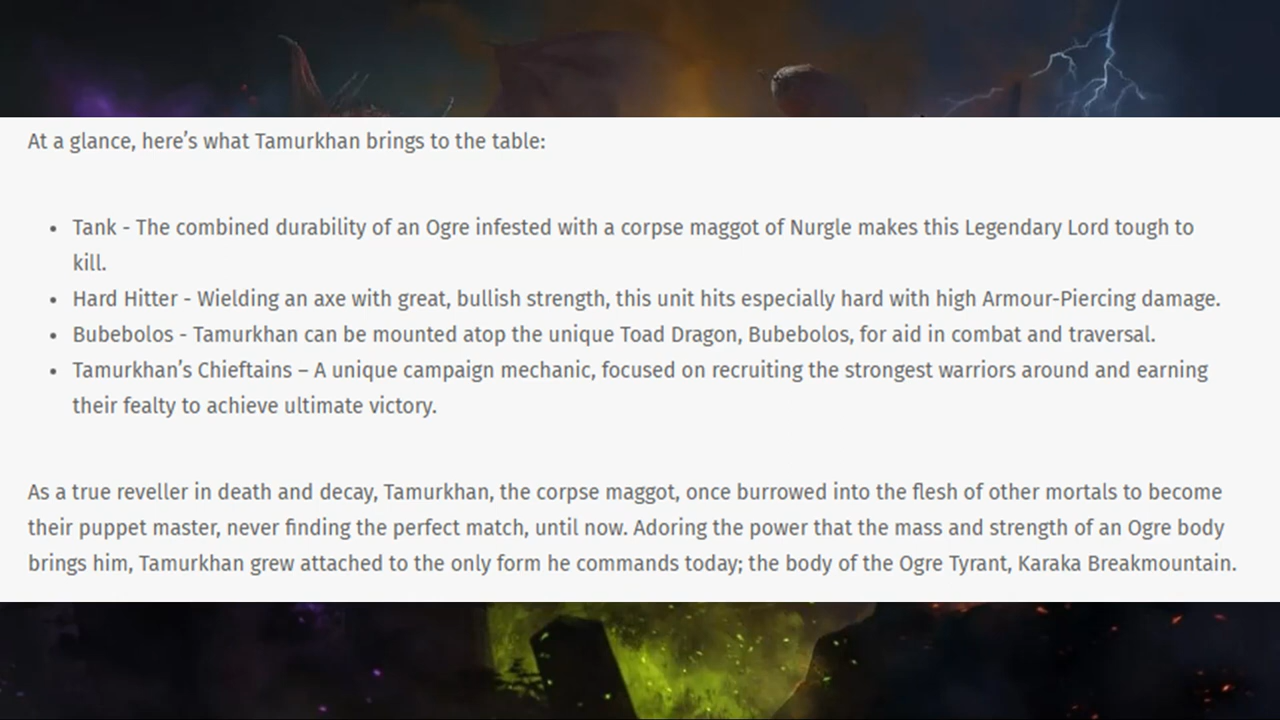 At a glance, here’s what Tamurkhan brings to the table:
• Tank - The combined durability of an Ogre infested with a corpse maggot of Nurgle makes this Legendary Lord tough to
kill.
• Hard Hitter - Wielding an axe with great, bullish strength, this unit hits especially hard with high Armour-Piercing damage.
• Bubebolos - Tamurkhan can be mounted atop the unique Toad Dragon, Bubebolos, for aid in combat and traversal.
• Tamurkhan’s Chieftains – A unique campaign mechanic, focused on recruiting the strongest warriors around and earning
their fealty to achieve ultimate victory.
As a true reveller in death and decay, Tamurkhan, the corpse maggot, once burrowed into the flesh of other mortals to become
their puppet master, never finding the perfect match, until now. Adoring the power that the mass and strength of an Ogre body
brings him, Tamurkhan grew attached to the only form he commands today; the body of the Ogre Tyrant, Karaka Breakmountain.